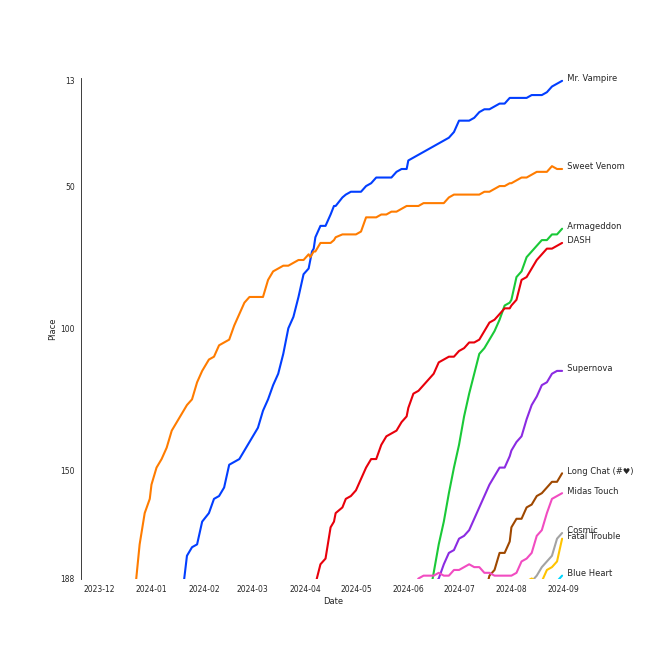 13
50
100
150
188
Place
2023-12
2024-01
2024-02
2024-03
2024-04
2024-05
2024-06
2024-07
2024-08
2024-09
Date
Mr. Vampire
Sweet Venom
Armageddon
DASH
Supernova
Long Chat (#♥)
Midas Touch
Cosmic
Fatal Trouble
Blue Heart